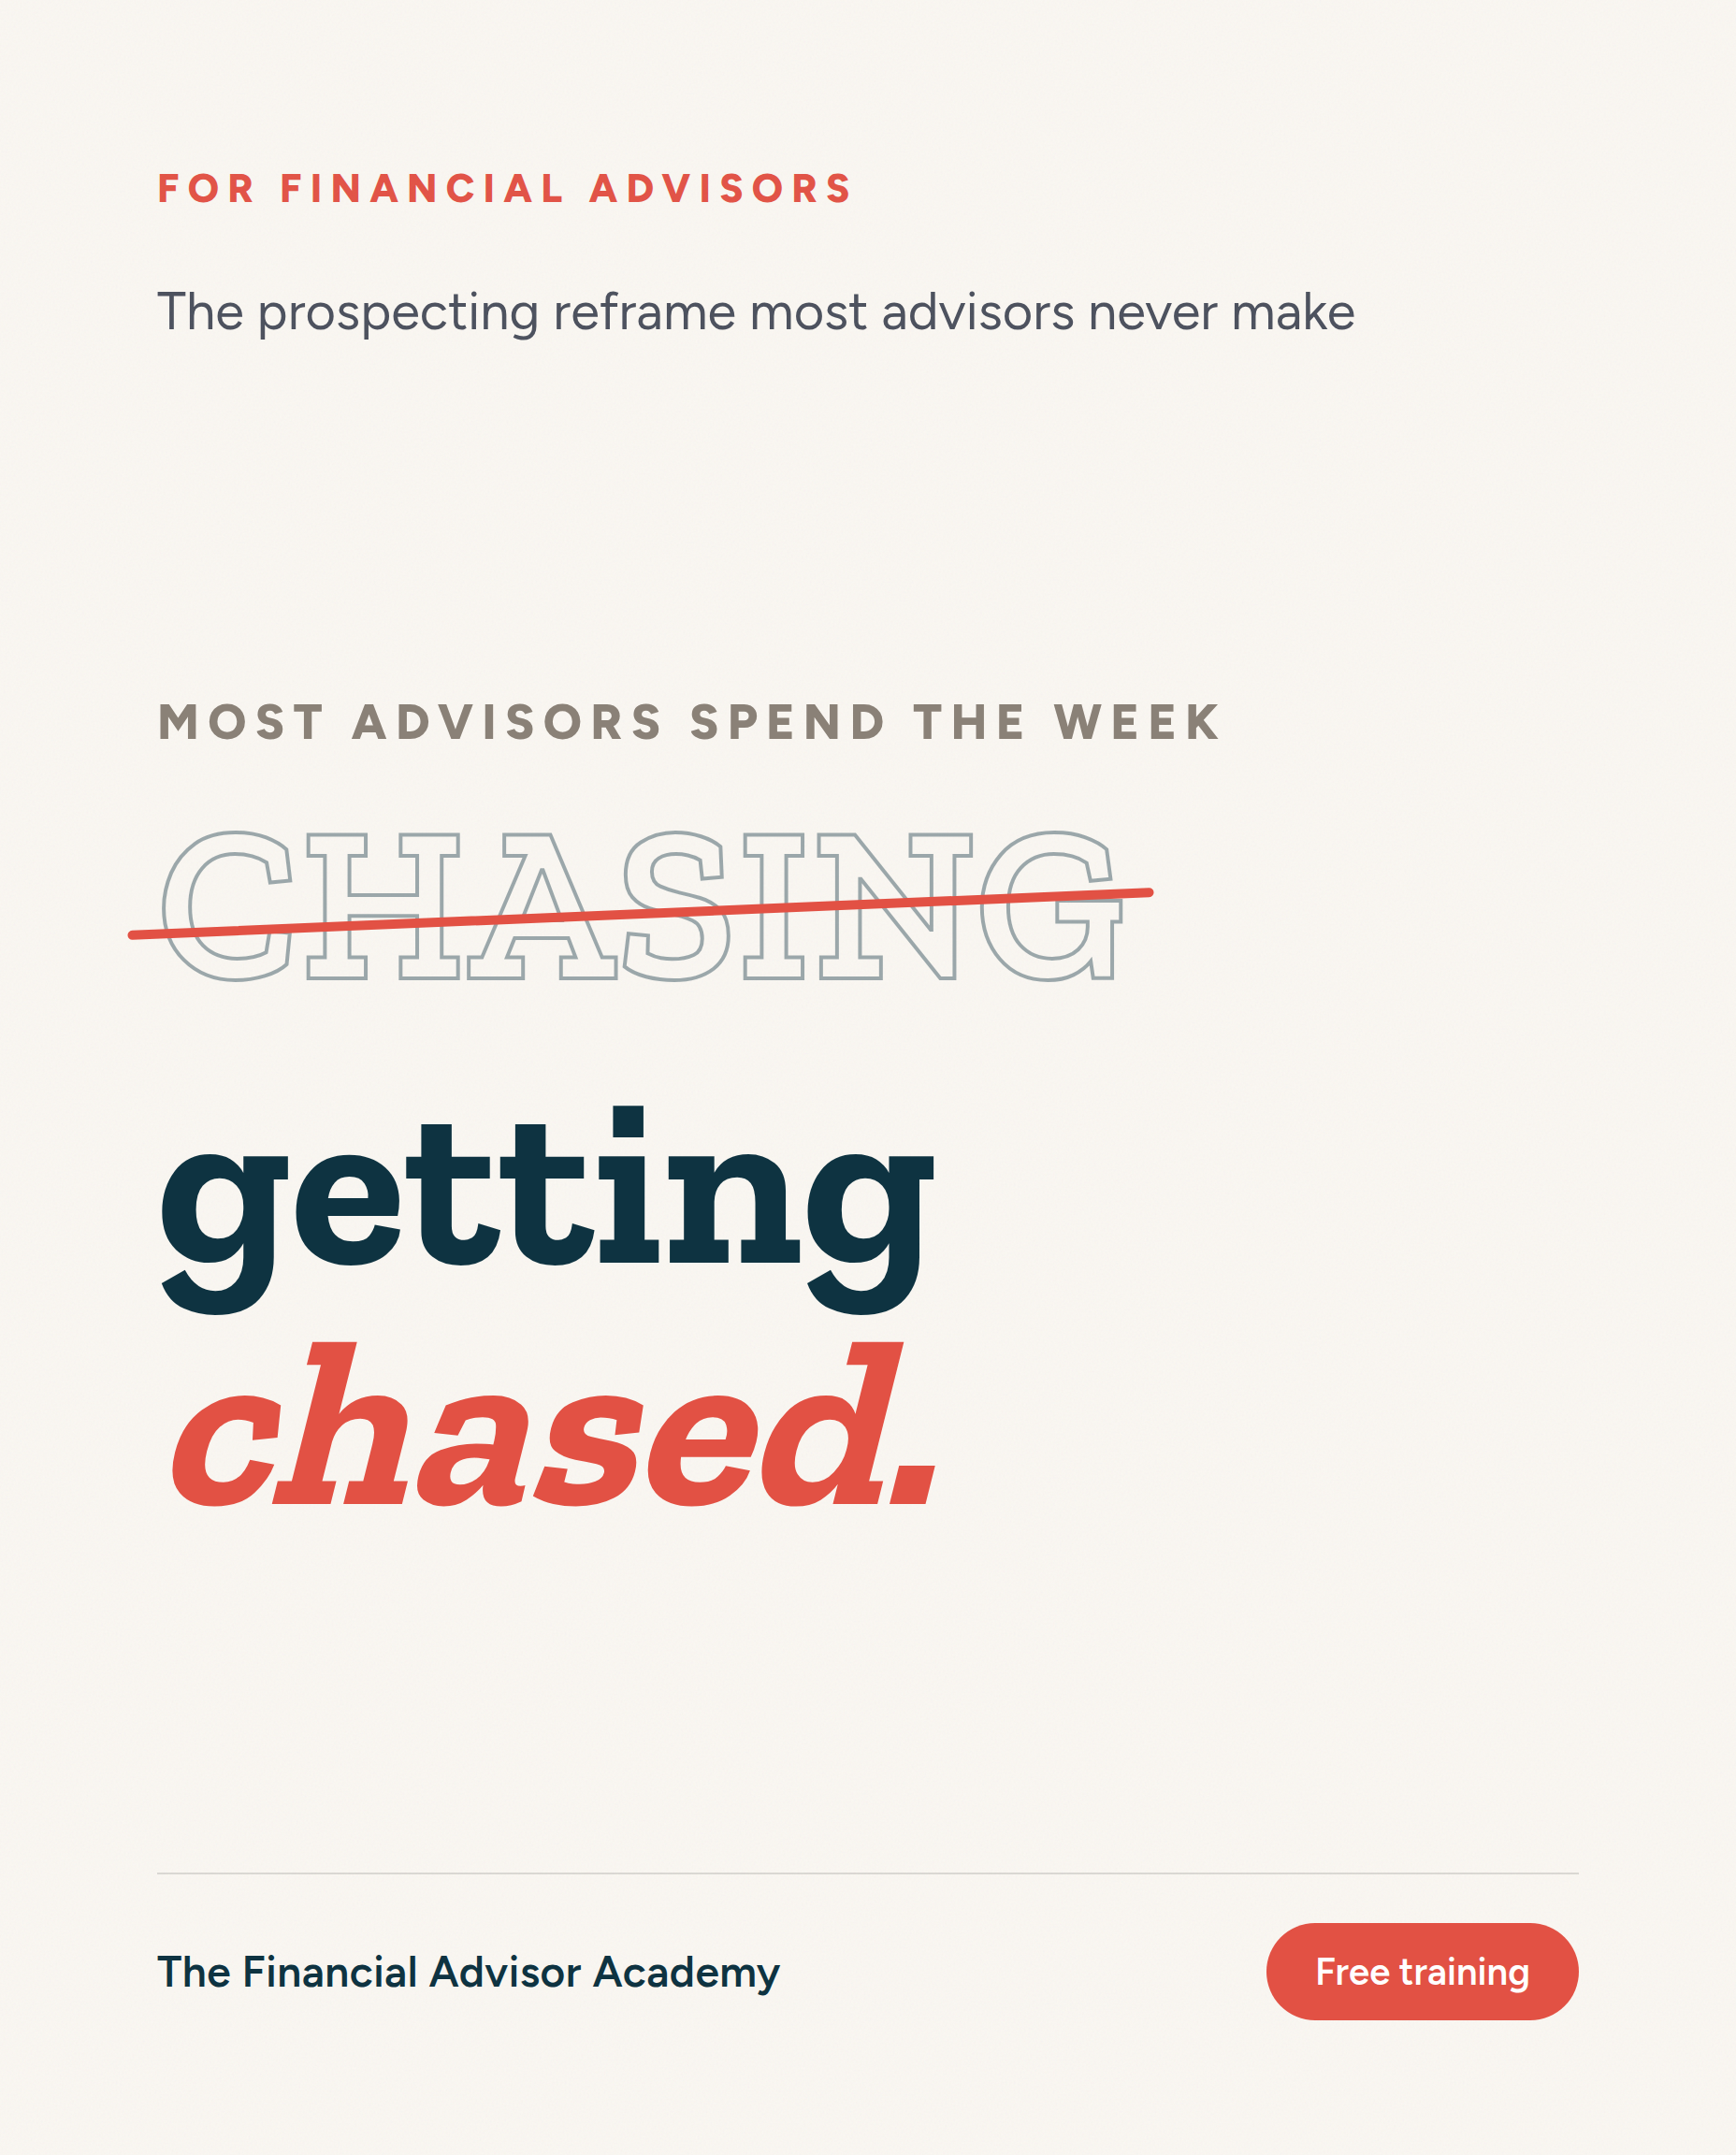 FOR FINANCIAL ADVISORS
The prospecting reframe most advisors never make
MOST ADVISORS SPEND THE WEEK
CHASING
getting
chased.
The Financial Advisor Academy
Free training